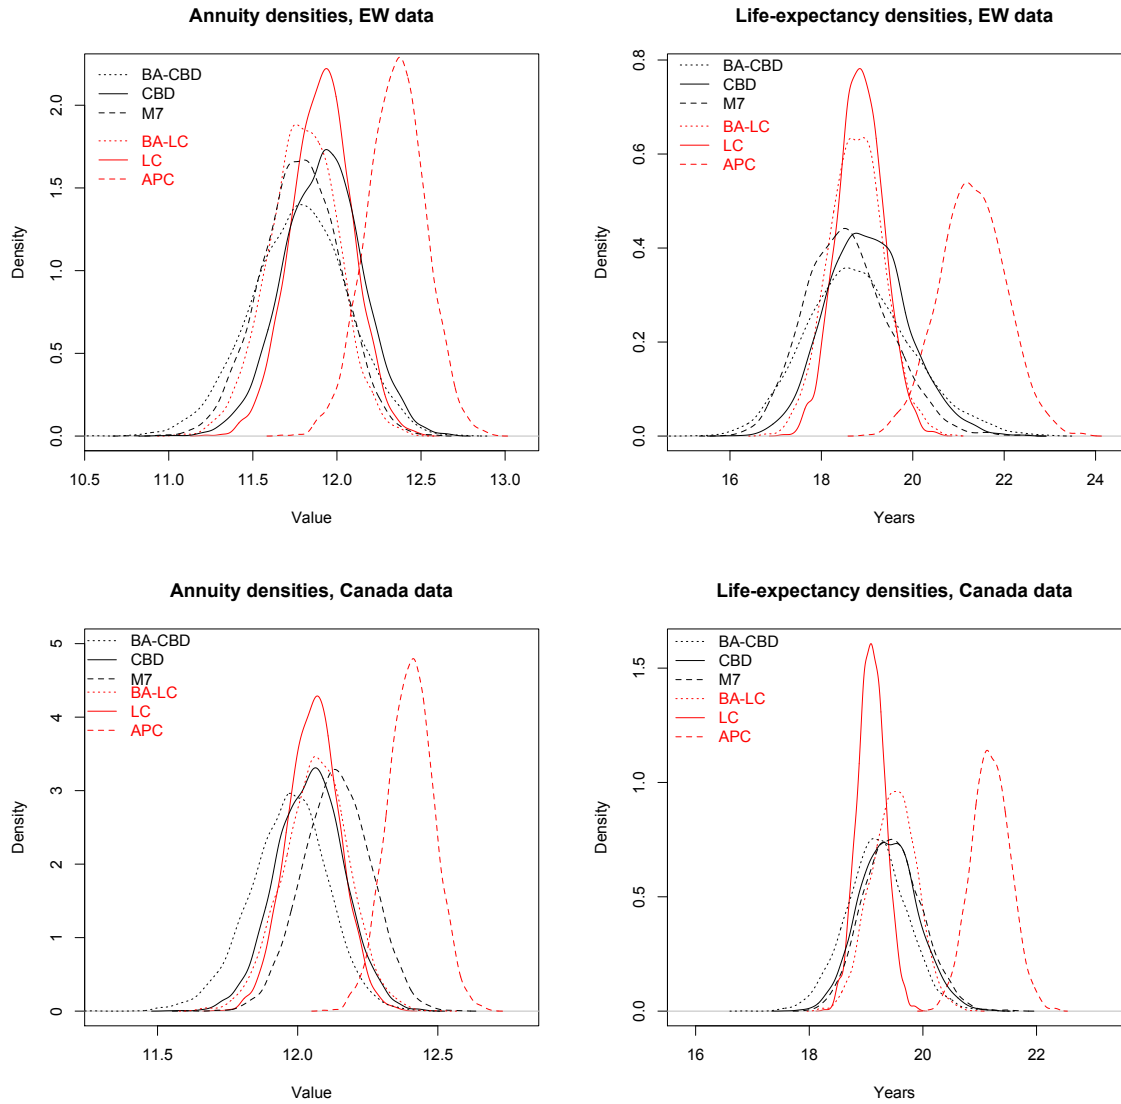 Annuity densities, EW data
Density
0.0
0.5
1.0
1.5
2.0
BA-CBD
CBD
M7
BA-LC
LC
APC
10.5 11.0 11.5 12.0 12.5 13.0
Value
Life-expectancy densities, EW data
Density
0.0
0.2
0.4
0.6
0.8
BA-CBD
CBD
M7
BA-LC
LC
APC
16 18 20 22 24
Years
Annuity densities, Canada data
Density
0
1
2
3
4
5
BA-CBD
CBD
M7
BA-LC
LC
APC
11.5 12.0 12.5
Value
Life-expectancy densities, Canada data
Density
0.0
0.5
1.0
1.5
BA-CBD
CBD
M7
BA-LC
LC
APC
16 18 20 22
Years